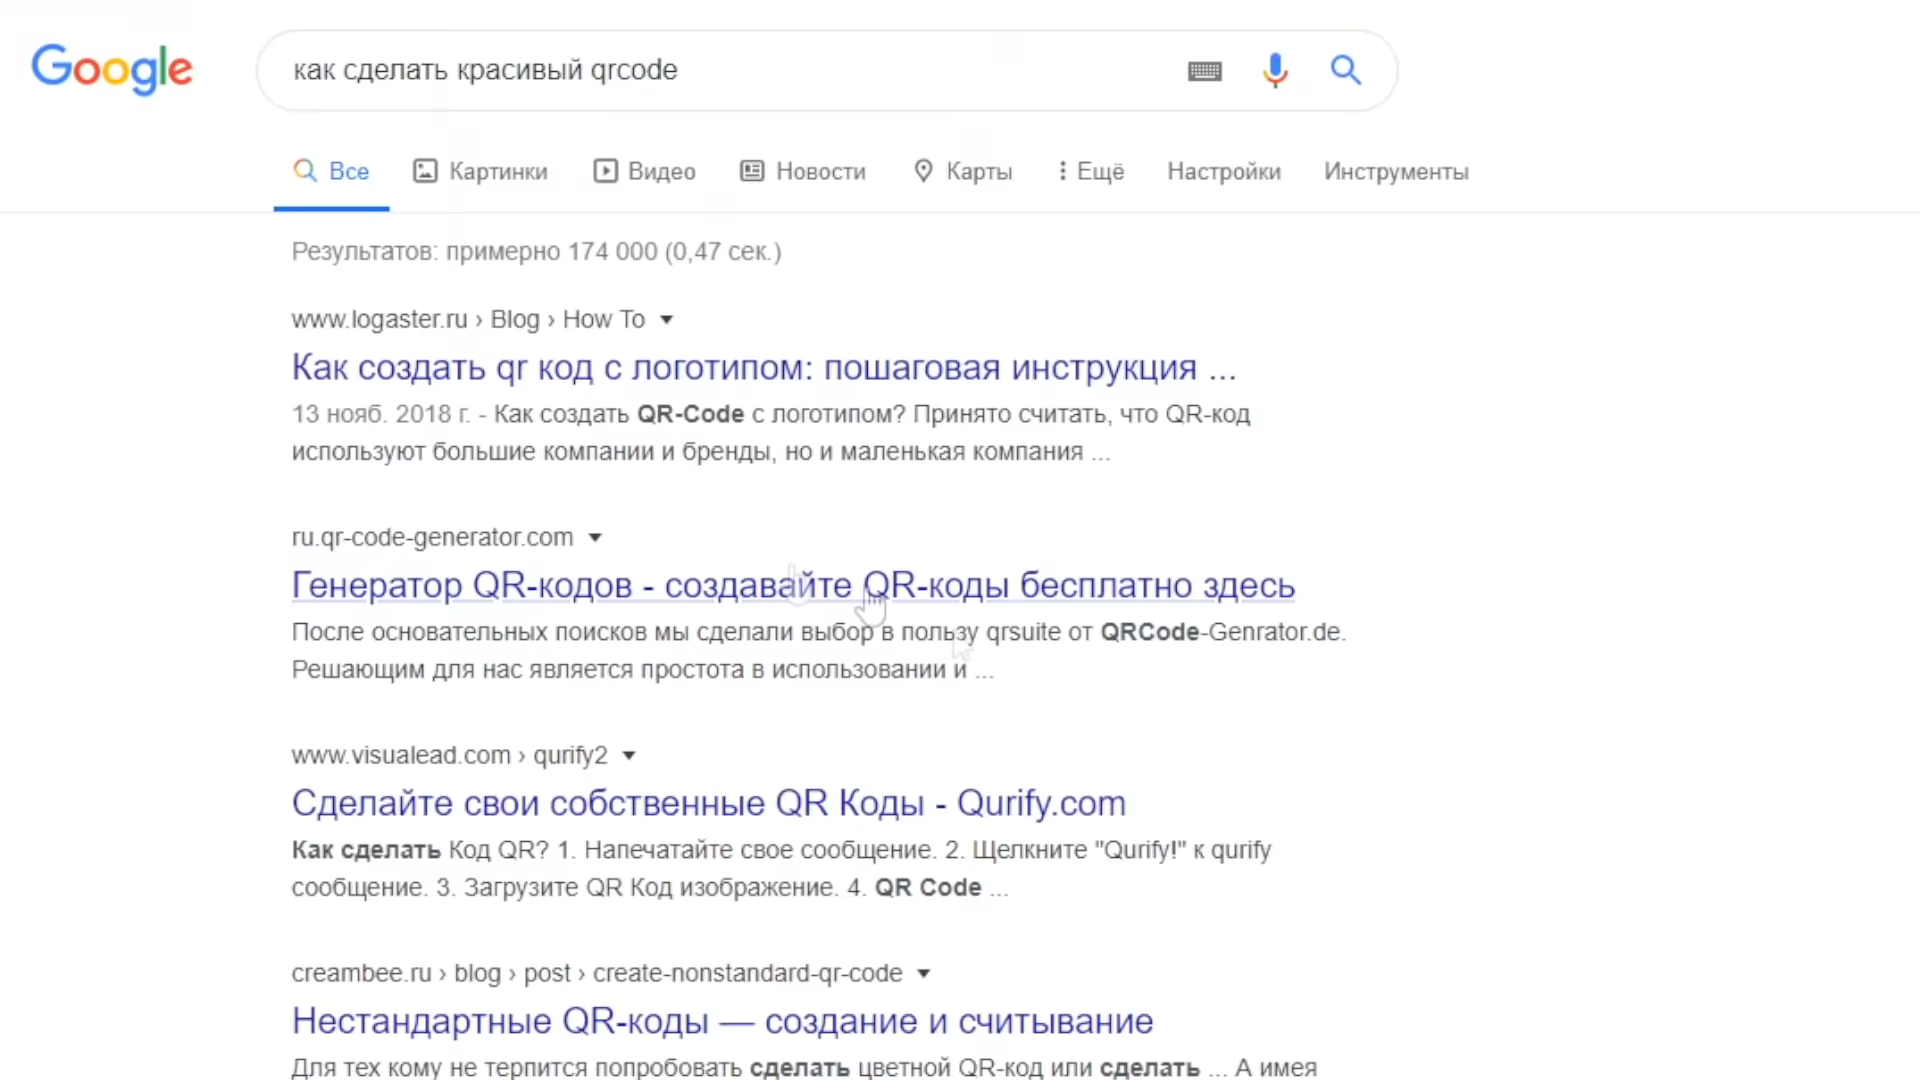 Google
как сделать красивый qrcode
Все Картинки Видео Новости Карты Ещё Настройки Инструменты
Результатов: примерно 174 000 (0,47 сек.)
www.logaster.ru › Blog › How To
Как создать qr код с логотипом: пошаговая инструкция ...
13 нояб. 2018 г. - Как создать QR-Code с логотипом? Принято считать, что QR-код
используют большие компании и бренды, но и маленькая компания ...
ru.qr-code-generator.com
Генератор QR-кодов - создавайте QR-коды бесплатно здесь
После основательных поисков мы сделали выбор в пользу qrsuite от QRCode-Genrator.de.
Решающим для нас является простота в использовании и ...
www.visualead.com › qurify2
Сделайте свои собственные QR Коды - Qurify.com
Как сделать Код QR? 1. Напечатайте свое сообщение. 2. Щелкните "Qurify!" к qurify
сообщение. 3. Загрузите QR Код изображение. 4. QR Code ...
creambee.ru › blog › post › create-nonstandard-qr-code
Нестандартные QR-коды — создание и считывание
Для тех кому не терпится попробовать сделать цветной QR-код или сделать ... А имея